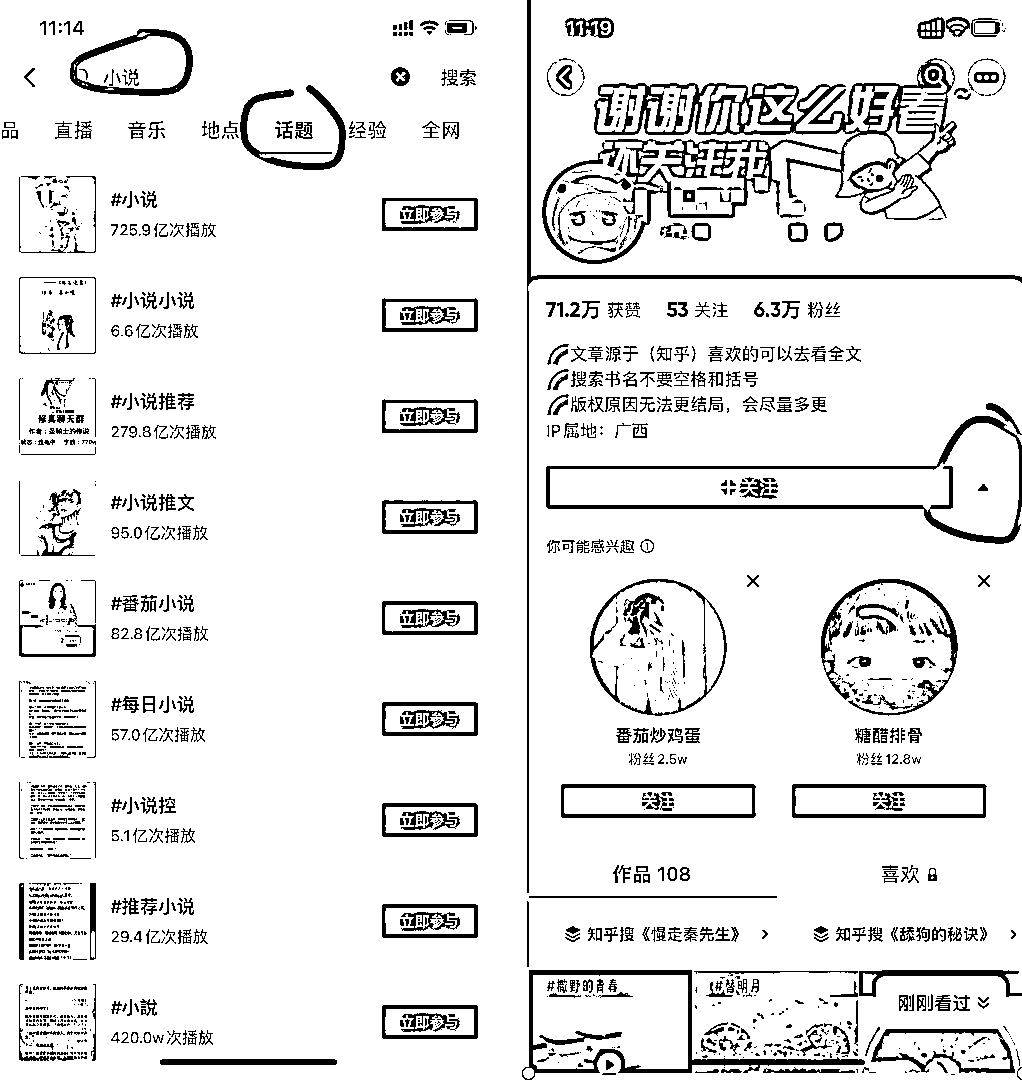 11:14
小说
搜索
品 直播 音乐 地点 话题 经验 全网
#小说
725.9亿次播放
立即参与
#小说小说
6.6亿次播放
立即参与
修真聊天群
#小说推荐
279.8亿次播放
立即参与
#小说推文
95.0亿次播放
立即参与
#番茄小说
82.8亿次播放
立即参与
#每日小说
57.0亿次播放
立即参与
#小说控
5.1亿次播放
立即参与
#推荐小说
29.4亿次播放
立即参与
#小說
420.0w次播放
立即参与
11:19
谢谢你这么好看
还关注我
71.2万 获赞 53 关注 6.3万 粉丝
文章源于（知乎）喜欢的可以去看全文
搜索书名不要空格和括号
版权原因无法更结局，会尽量多更
IP属地：广西
+关注
你可能感兴趣
番茄炒鸡蛋
粉丝2.5w
关注
糖醋排骨
粉丝12.8w
关注
作品 108 喜欢
知乎搜《慢走秦先生》 知乎搜《舔狗的秘诀》
#撒野的青春
#替明月
刚刚看过